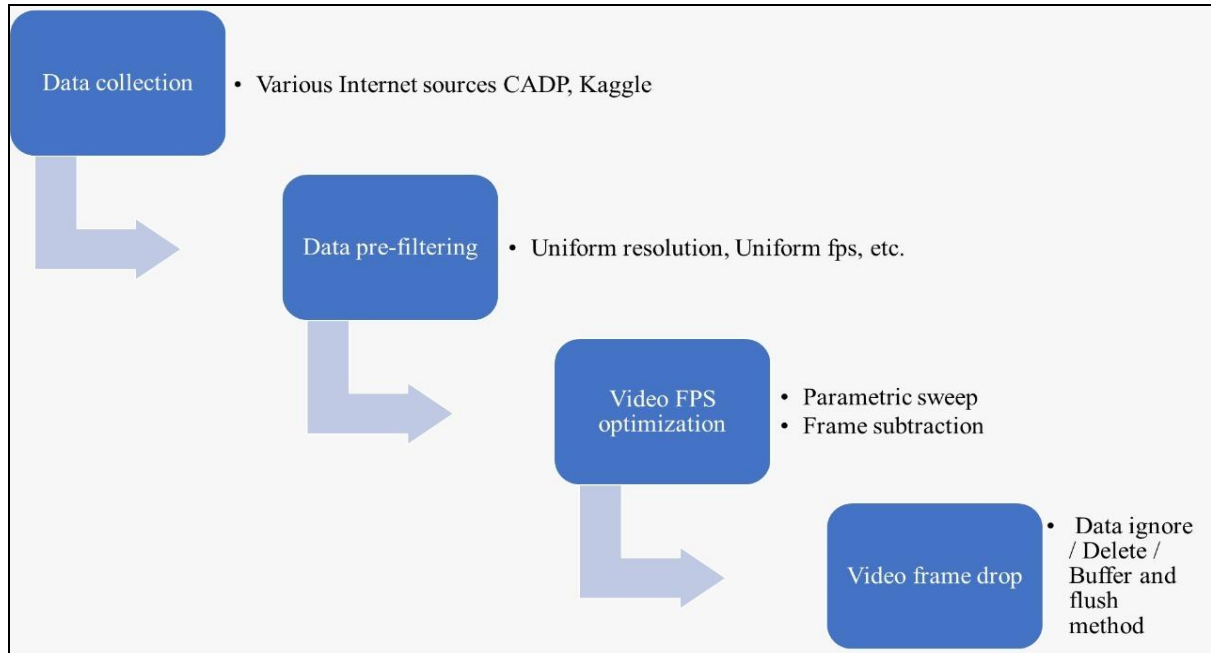 Data collection
• Various Internet sources CADP, Kaggle
Data pre-filtering
• Uniform resolution, Uniform fps, etc.
Video FPS
optimization
• Parametric sweep
• Frame subtraction
Video frame drop
• Data ignore
/ Delete /
Buffer and
flush
method